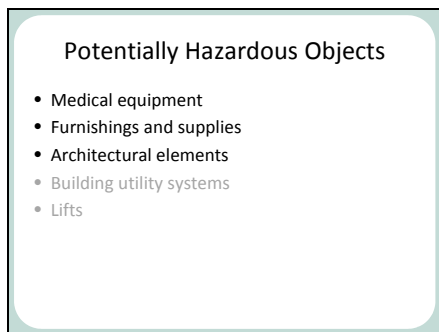 Potentially Hazardous Objects
• Medical equipment
• Furnishings and supplies
• Architectural elements
• Building utility systems
• Lifts